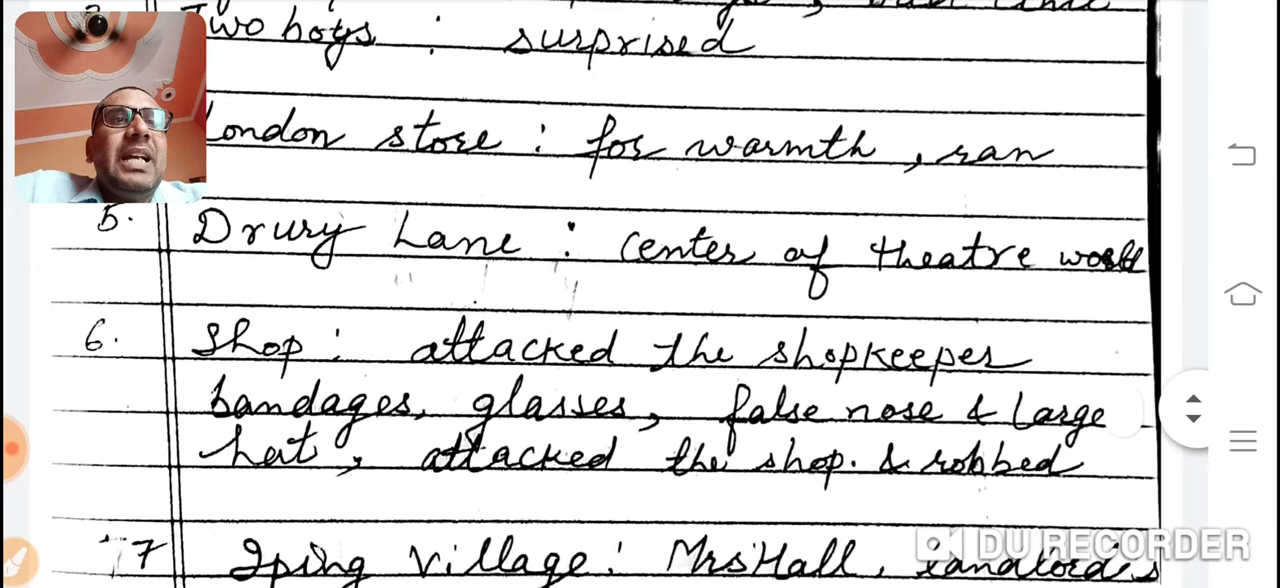 Two boys : surprised
London store : for warmth, ran
5. Drury Lane : center of theatre world
6. Shop : attacked the shopkeeper
bandages, glasses, false nose & large
hat, attacked the shop. & robbed
7 Iping Village : Mrs Hall,
DU RECORDER